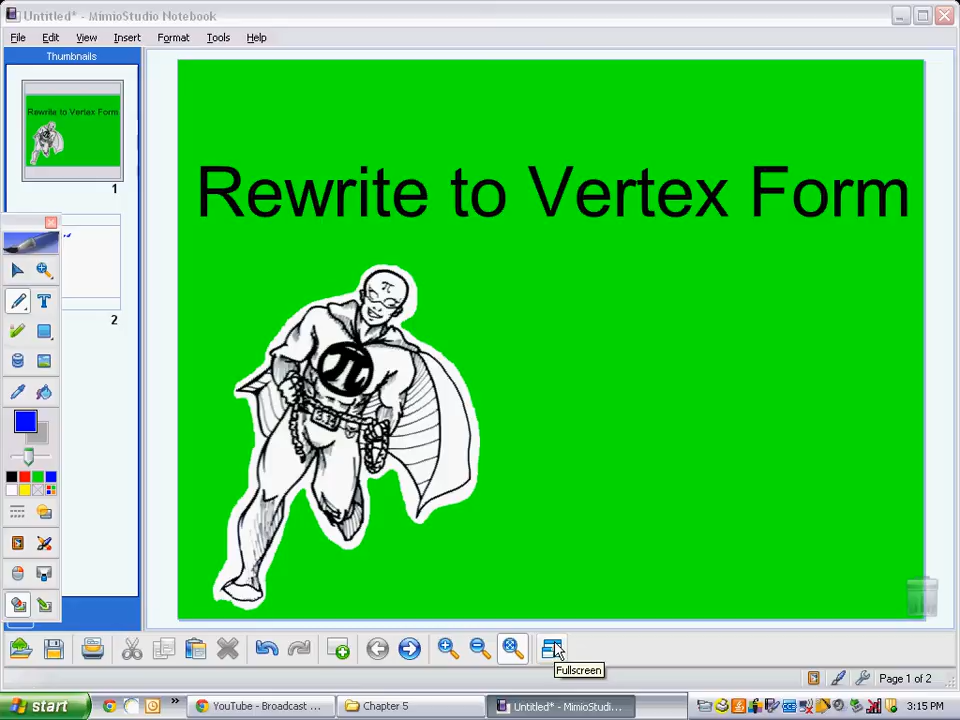 Untitled* - MimioStudio Notebook
File Edit View Insert Format Tools Help
Thumbnails
Rewrite to Vertex Form
1
2
Rewrite to Vertex Form
π
π
Fullscreen
Page 1 of 2
start
YouTube - Broadcast ...
Chapter 5
Untitled* - MimioStudi...
3:15 PM